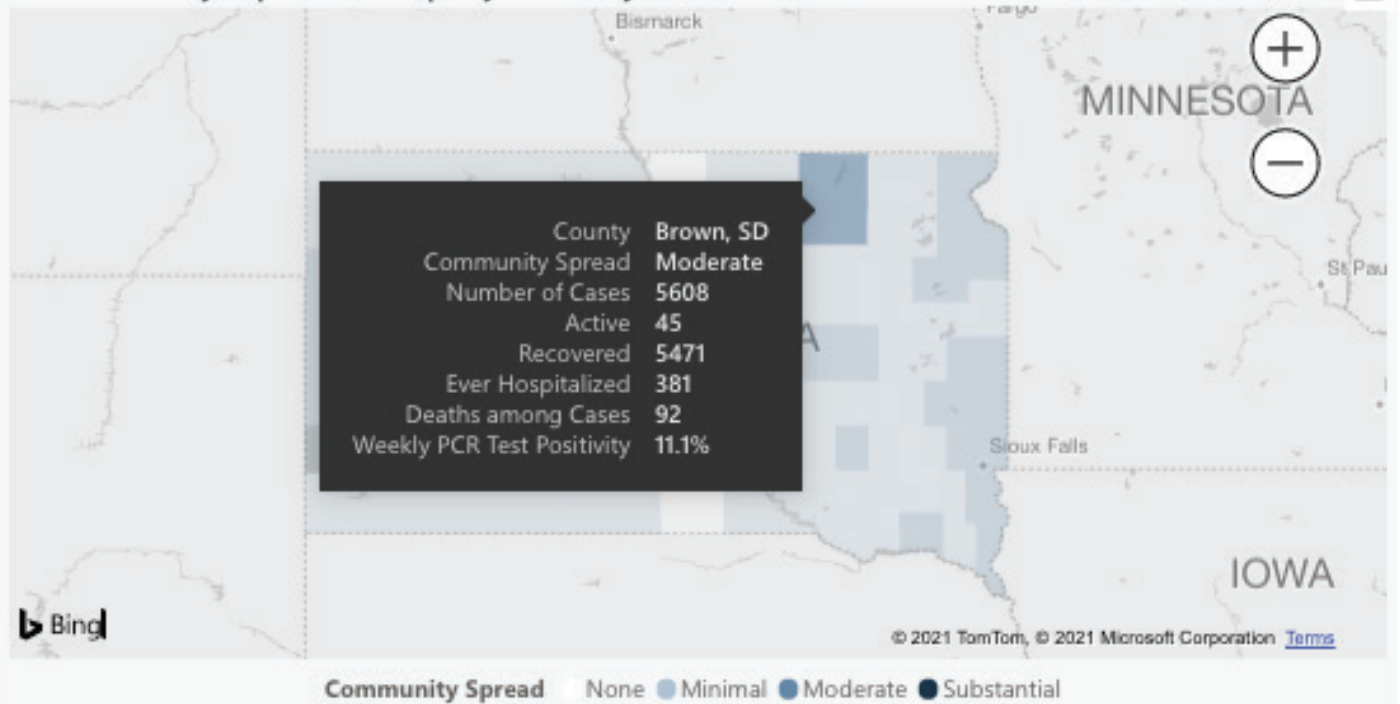 Bismarck
Fargo
MINNESOTA
County Brown, SD
Community Spread Moderate
Number of Cases 5608
Active 45
Recovered 5471
Ever Hospitalized 381
Deaths among Cases 92
Weekly PCR Test Positivity 11.1%
A
St Pau
Sioux Falls
IOWA
Bing
© 2021 TomTom, © 2021 Microsoft Corporation Terms
Community Spread None Minimal Moderate Substantial